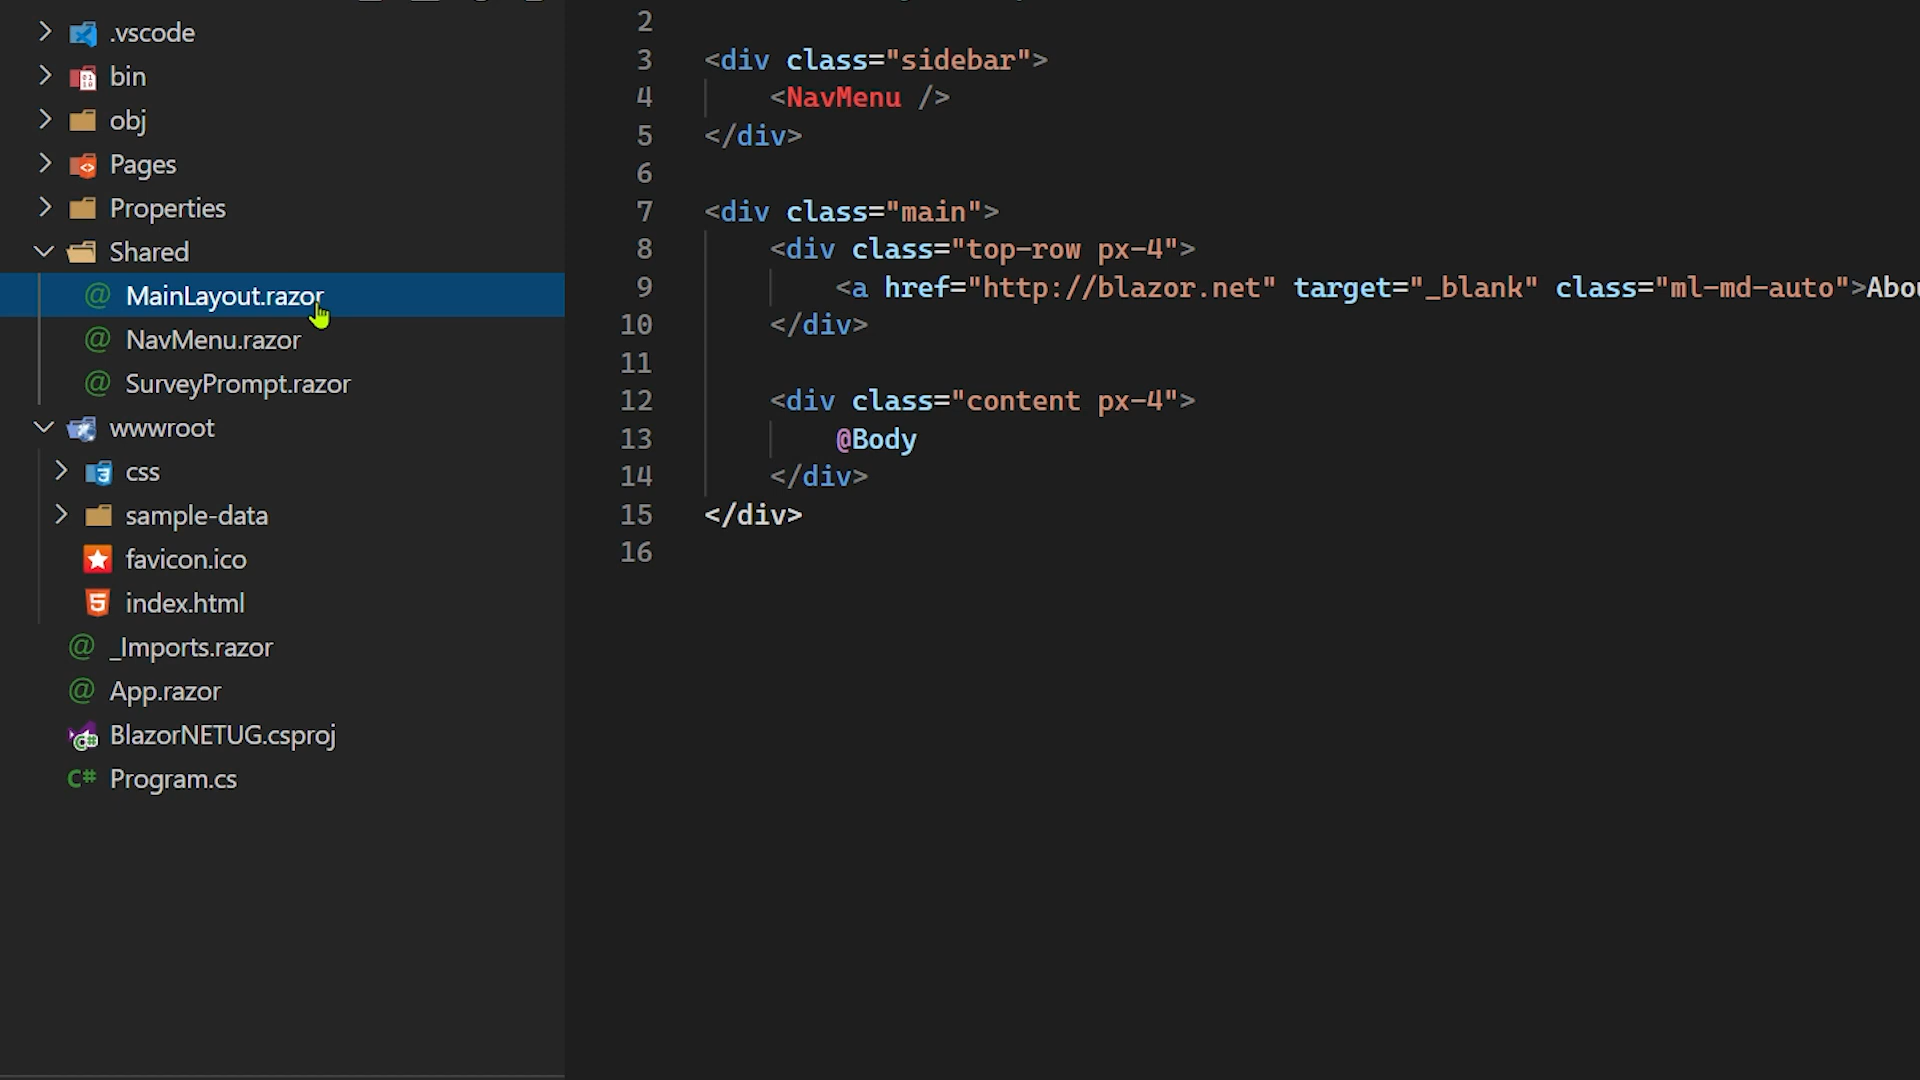 .vscode
bin
obj
Pages
Properties
Shared
MainLayout.razor
NavMenu.razor
SurveyPrompt.razor
wwwroot
css
sample-data
favicon.ico
index.html
_Imports.razor
App.razor
BlazorNETUG.csproj
C# Program.cs
2
3 <div class="sidebar">
4 <NavMenu />
5 </div>
6
7 <div class="main">
8 <div class="top-row px-4">
9 <a href="http://blazor.net" target="_blank" class="ml-md-auto">Abou
10 </div>
11
12 <div class="content px-4">
13 @Body
14 </div>
15 </div>
16